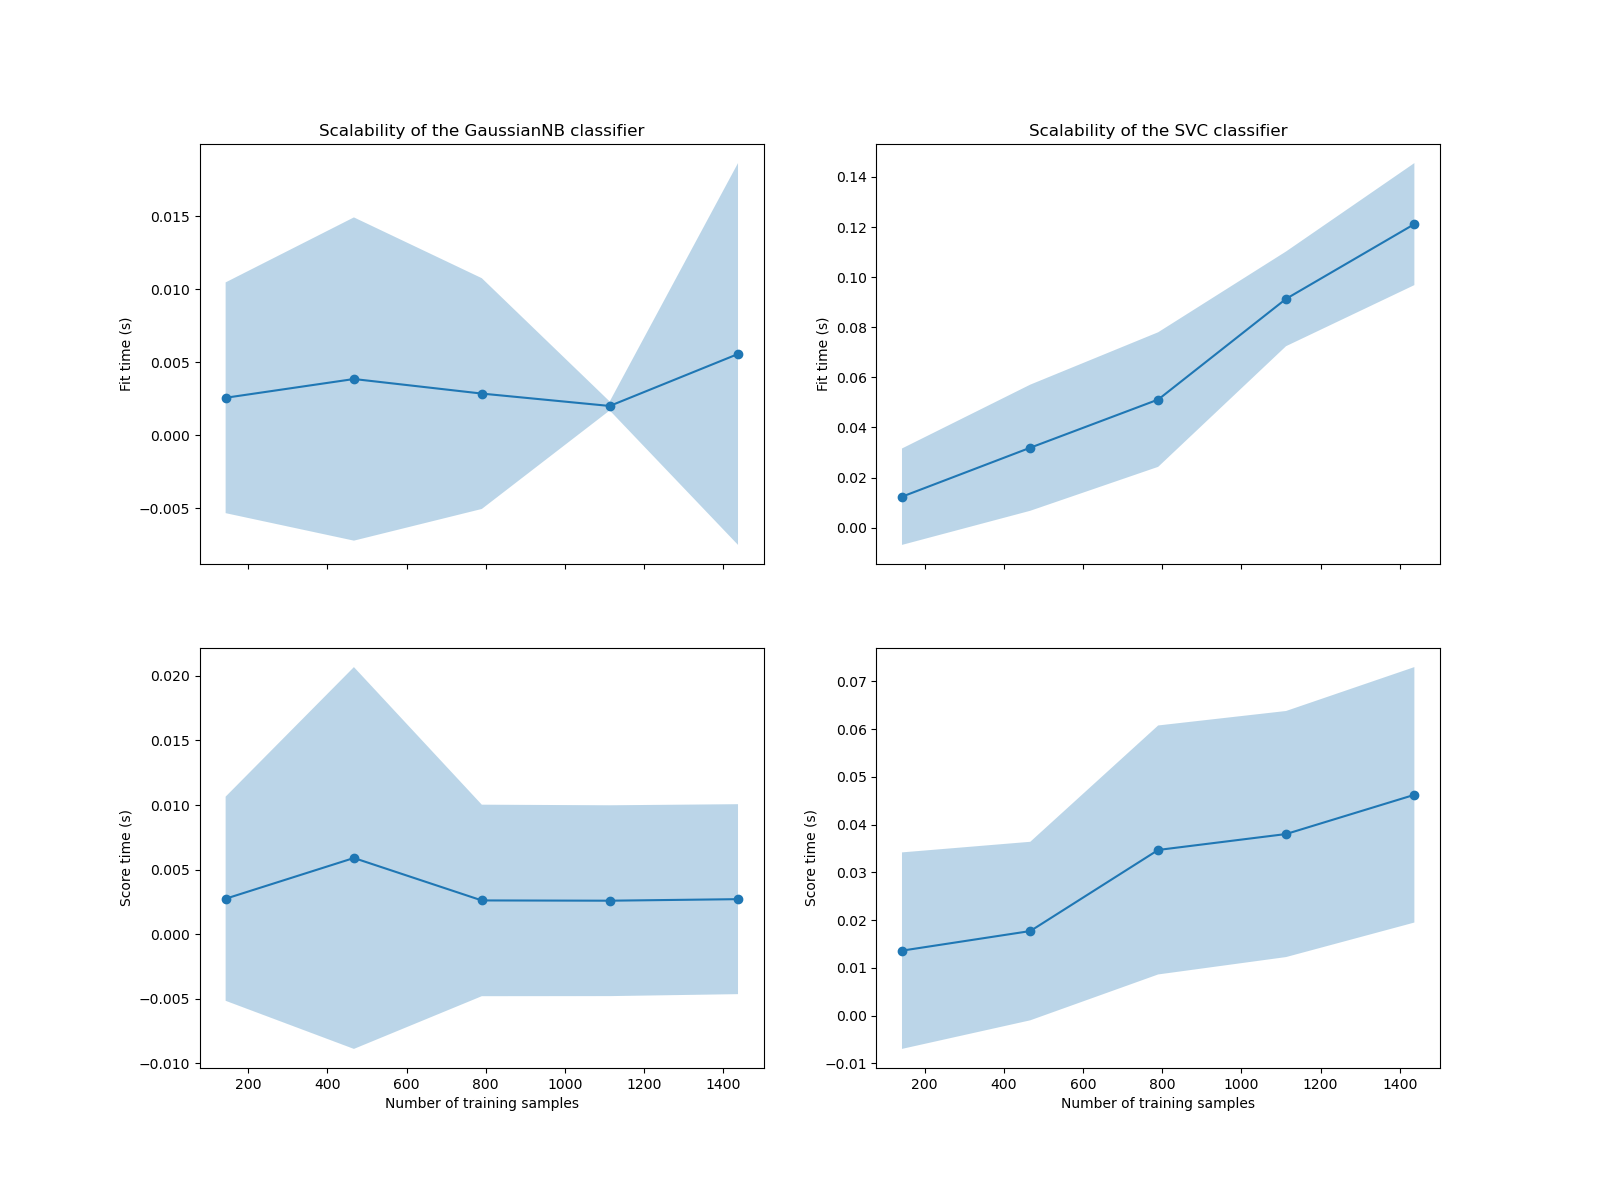 Scalability of the GaussianNB classifier
Fit time (s)
0.015
0.010
0.005
0.000
−0.005
Scalability of the SVC classifier
Fit time (s)
0.14
0.12
0.10
0.08
0.06
0.04
0.02
0.00
Score time (s)
0.020
0.015
0.010
0.005
0.000
−0.005
−0.010
200 400 600 800 1000 1200 1400
Number of training samples
Score time (s)
0.07
0.06
0.05
0.04
0.03
0.02
0.01
0.00
−0.01
200 400 600 800 1000 1200 1400
Number of training samples